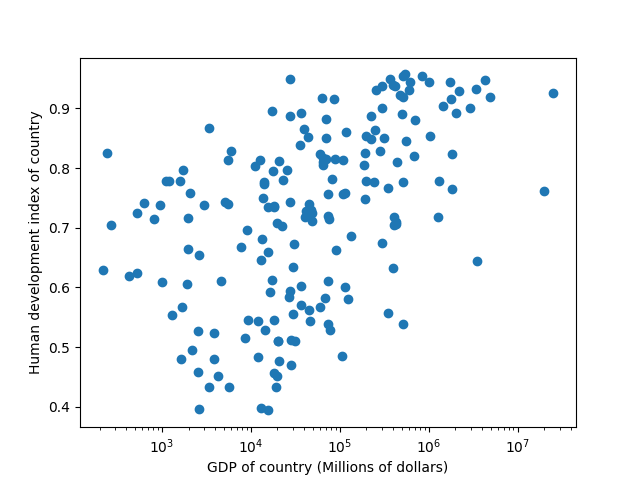 0.9
0.8
0.7
0.6
0.5
0.4
Human development index of country
10³ 10⁴ 10⁵ 10⁶ 10⁷
GDP of country (Millions of dollars)